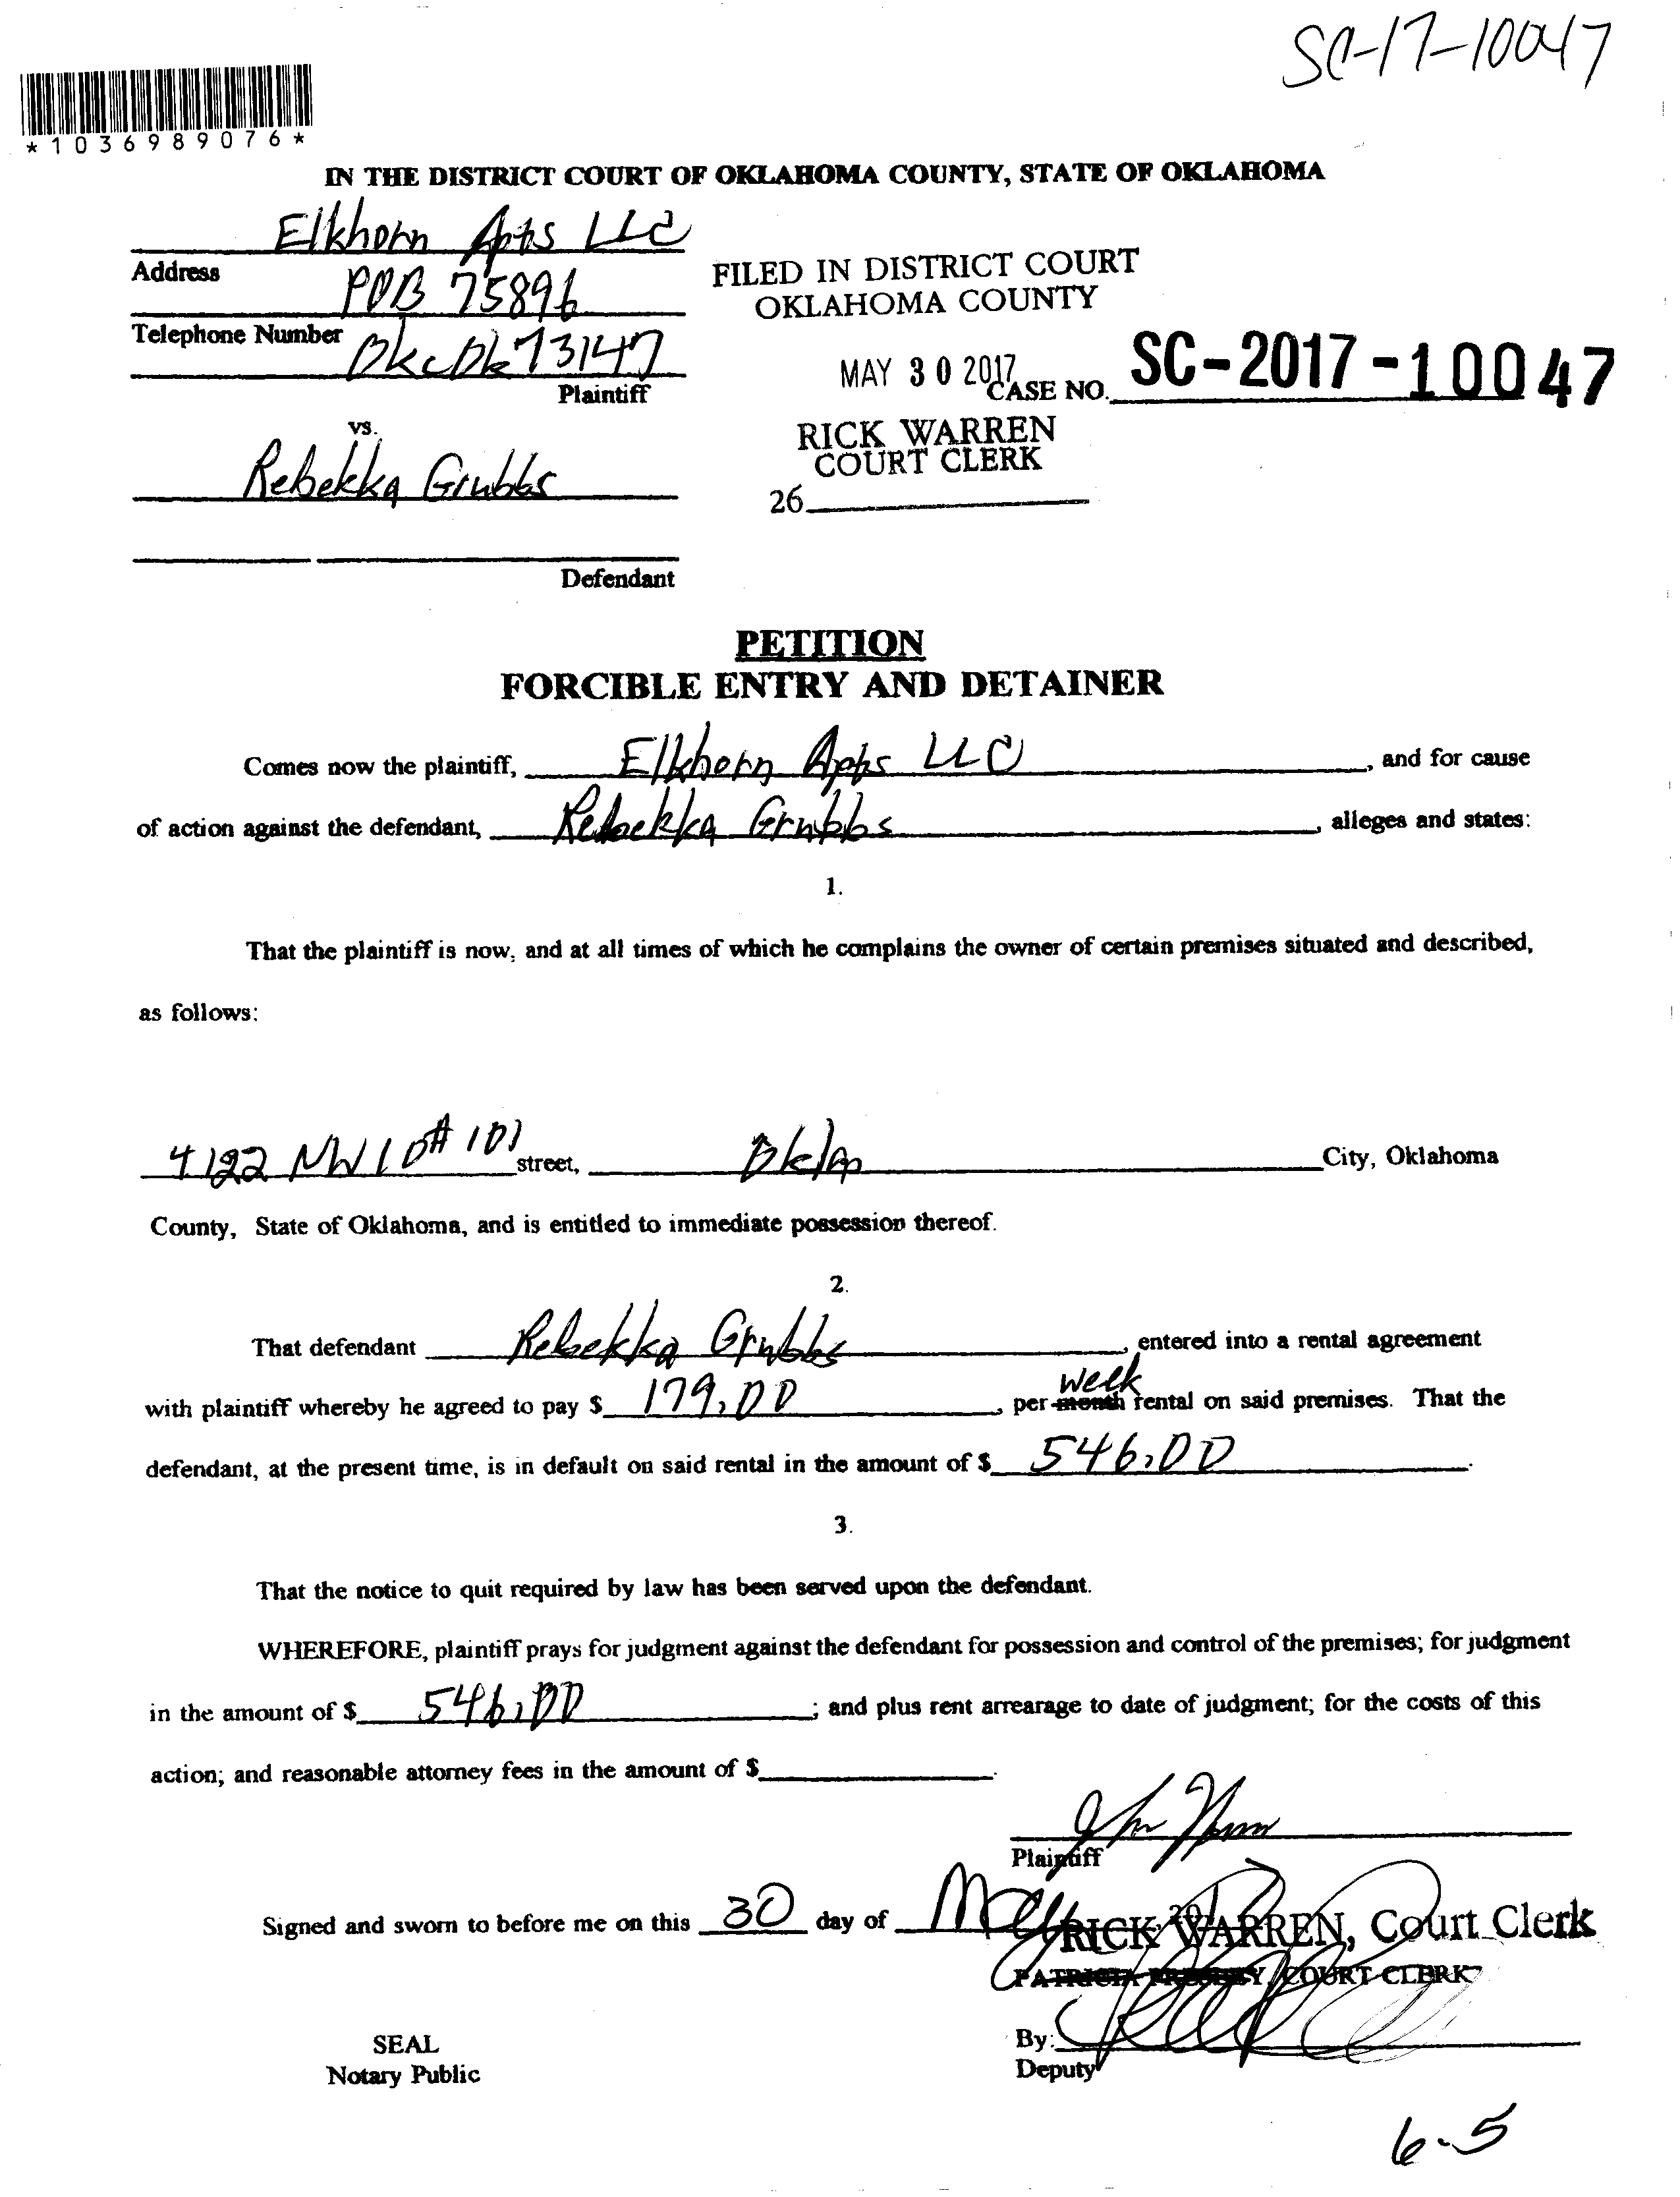 SC-17-10047
*1036989076*
IN THE DISTRICT COURT OF OKLAHOMA COUNTY, STATE OF OKLAHOMA
Elkhorn Apts LLC
Address POB 75896
Telephone Number Okc Ok 73147
Plaintiff
FILED IN DISTRICT COURT
OKLAHOMA COUNTY
MAY 30 2017
CASE NO. SC-2017-10047
RICK WARREN
COURT CLERK
26
vs.
Rebekka Grubbs
Defendant
PETITION
FORCIBLE ENTRY AND DETAINER
Comes now the plaintiff, Elkhorn Apts LLC, and for cause
of action against the defendant, Rebekka Grubbs, alleges and states:
1.
That the plaintiff is now, and at all times of which he complains the owner of certain premises situated and described,
as follows:
4122 NW 10 # 101 street, Okla City, Oklahoma
County, State of Oklahoma, and is entitled to immediate possession thereof.
2.
That defendant Rebekka Grubbs, entered into a rental agreement
with plaintiff whereby he agreed to pay $ 179.00, per month week rental on said premises. That the
defendant, at the present time, is in default on said rental in the amount of $ 546.00.
3.
That the notice to quit required by law has been served upon the defendant.
WHEREFORE, plaintiff prays for judgment against the defendant for possession and control of the premises; for judgment
in the amount of $ 546.00; and plus rent arrearage to date of judgment; for the costs of this
action; and reasonable attorney fees in the amount of $ .
Plaintiff
Signed and sworn to before me on this 30 day of May
RICK WARREN, Court Clerk
PATRICIA PRESLEY, COURT CLERK
SEAL
Notary Public
By:
Deputy
6-5